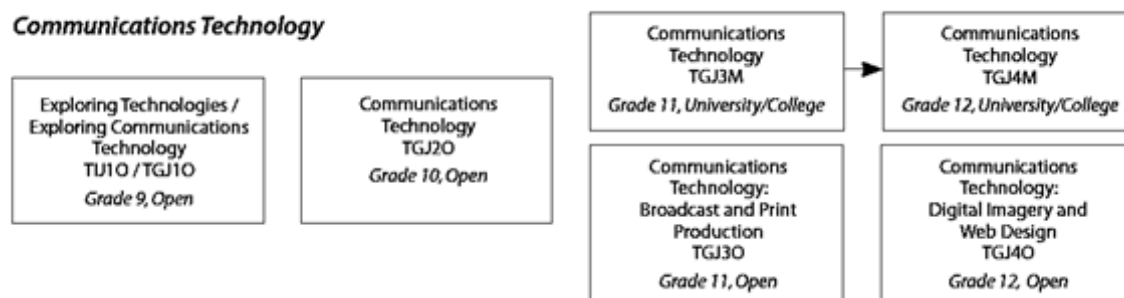 Communications Technology
Exploring Technologies /
Exploring Communications
Technology
TIJ1O / TGJ1O
Grade 9, Open
Communications
Technology
TGJ2O
Grade 10, Open
Communications
Technology
TGJ3M
Grade 11, University/College
Communications
Technology
TGJ4M
Grade 12, University/College
Communications
Technology:
Broadcast and Print
Production
TGJ3O
Grade 11, Open
Communications
Technology:
Digital Imagery and
Web Design
TGJ4O
Grade 12, Open